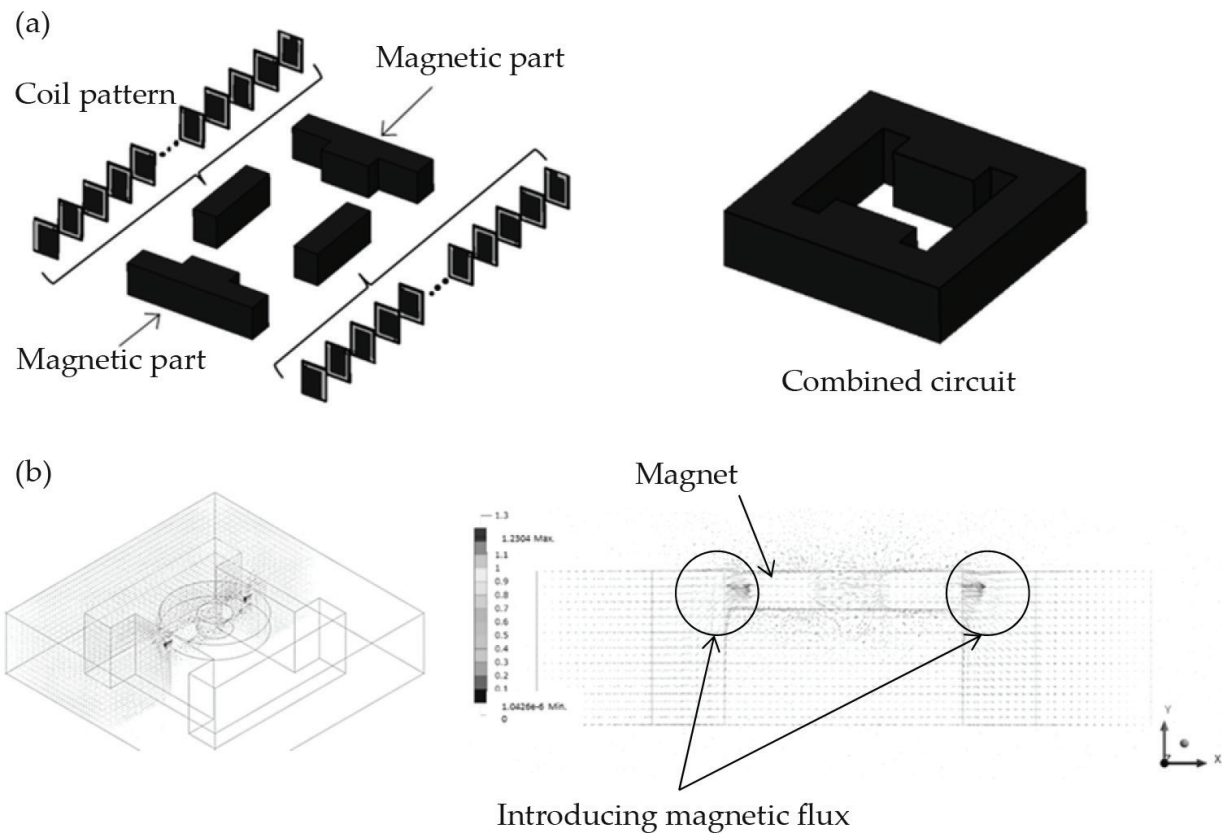 (a)
Magnetic part
Coil pattern
Magnetic part
Combined circuit
(b)
Magnet
1.3
1.2304 Max.
1.1
1
0.9
0.8
0.7
0.6
0.5
0.4
0.3
0.2
0.1
1.0426e-6 Min.
0
Y
Z
X
Introducing magnetic flux